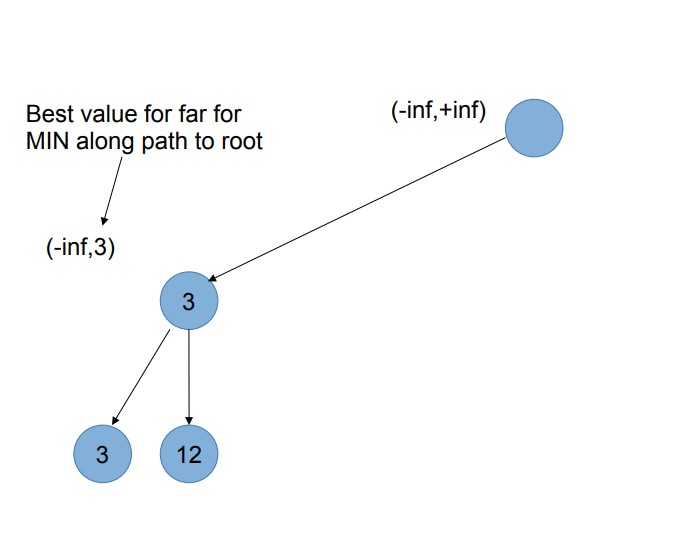 Best value for far for
MIN along path to root
(-inf,+inf)
(-inf,3)
3
3
12